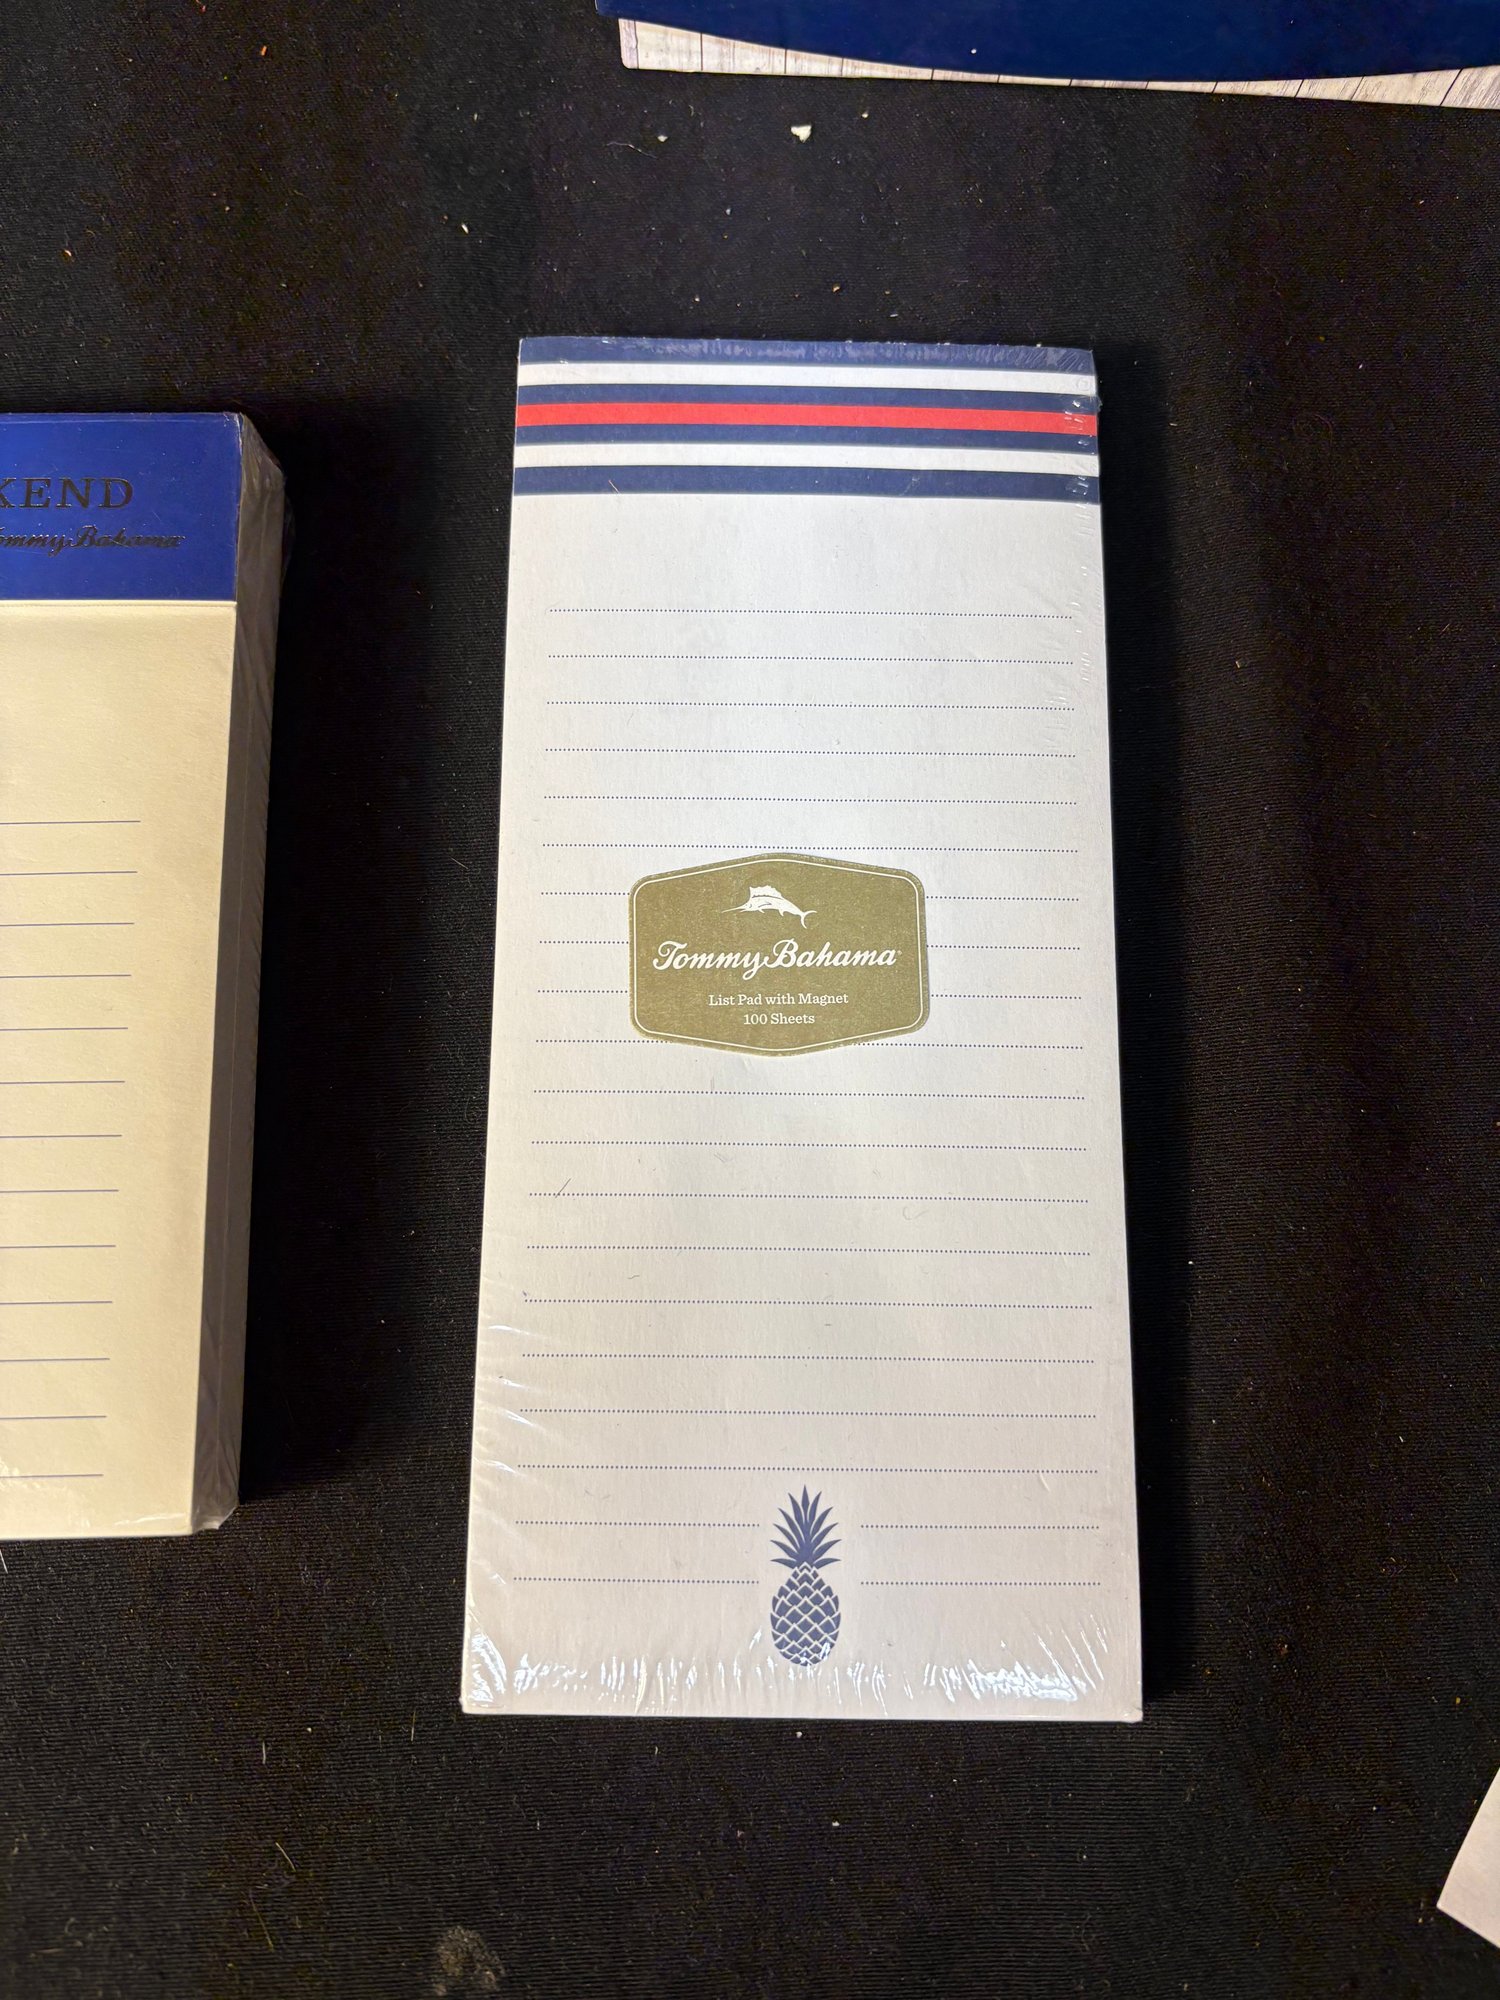 KEND
Tommy Bahama
Tommy Bahama
List Pad with Magnet
100 Sheets